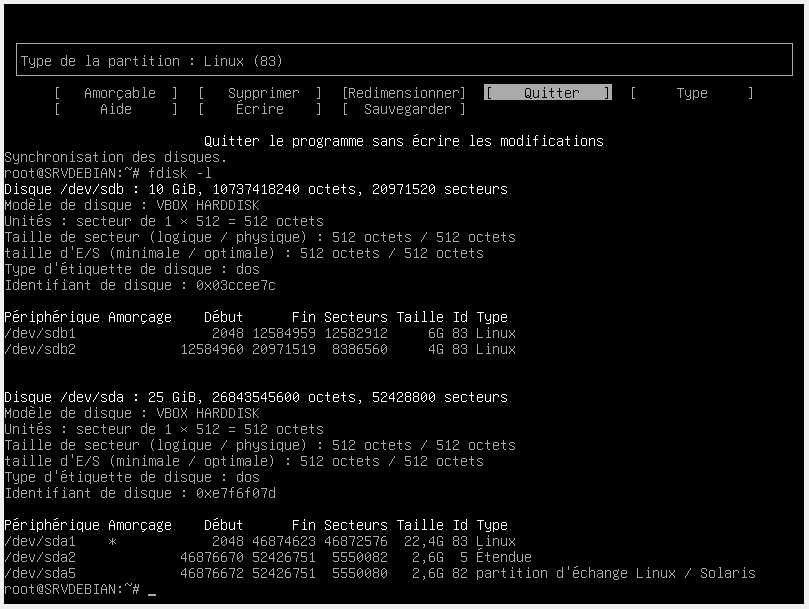 Type de la partition : Linux (83)
[ Amorçable ] [ Supprimer ] [Redimensionner] [ Quitter ] [ Type ]
[ Aide ] [ Écrire ] [ Sauvegarder ]
Quitter le programme sans écrire les modifications
Synchronisation des disques.
root@SRVDEBIAN:~# fdisk -l
Disque /dev/sdb : 10 GiB, 10737418240 octets, 20971520 secteurs
Modèle de disque : VBOX HARDDISK
Unités : secteur de 1 × 512 = 512 octets
Taille de secteur (logique / physique) : 512 octets / 512 octets
taille d'E/S (minimale / optimale) : 512 octets / 512 octets
Type d'étiquette de disque : dos
Identifiant de disque : 0x03ccee7c
Périphérique Amorçage Début Fin Secteurs Taille Id Type
/dev/sdb1 2048 12584959 12582912 6G 83 Linux
/dev/sdb2 12584960 20971519 8386560 4G 83 Linux
Disque /dev/sda : 25 GiB, 26843545600 octets, 52428800 secteurs
Modèle de disque : VBOX HARDDISK
Unités : secteur de 1 × 512 = 512 octets
Taille de secteur (logique / physique) : 512 octets / 512 octets
taille d'E/S (minimale / optimale) : 512 octets / 512 octets
Type d'étiquette de disque : dos
Identifiant de disque : 0xe7f6f07d
Périphérique Amorçage Début Fin Secteurs Taille Id Type
/dev/sda1 * 2048 46874623 46872576 22,4G 83 Linux
/dev/sda2 46876670 52426751 5550082 2,6G 5 Étendue
/dev/sda5 46876672 52426751 5550080 2,6G 82 partition d'échange Linux / Solaris
root@SRVDEBIAN:~# _